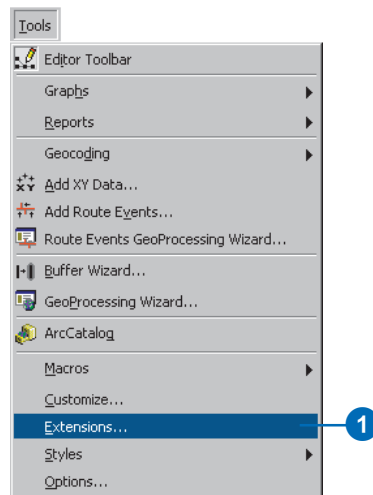 Tools
Editor Toolbar
Graphs
Reports
Geocoding
Add XY Data...
Add Route Events...
Route Events GeoProcessing Wizard...
Buffer Wizard...
GeoProcessing Wizard...
ArcCatalog
Macros
Customize...
Extensions...
1
Styles
Options...